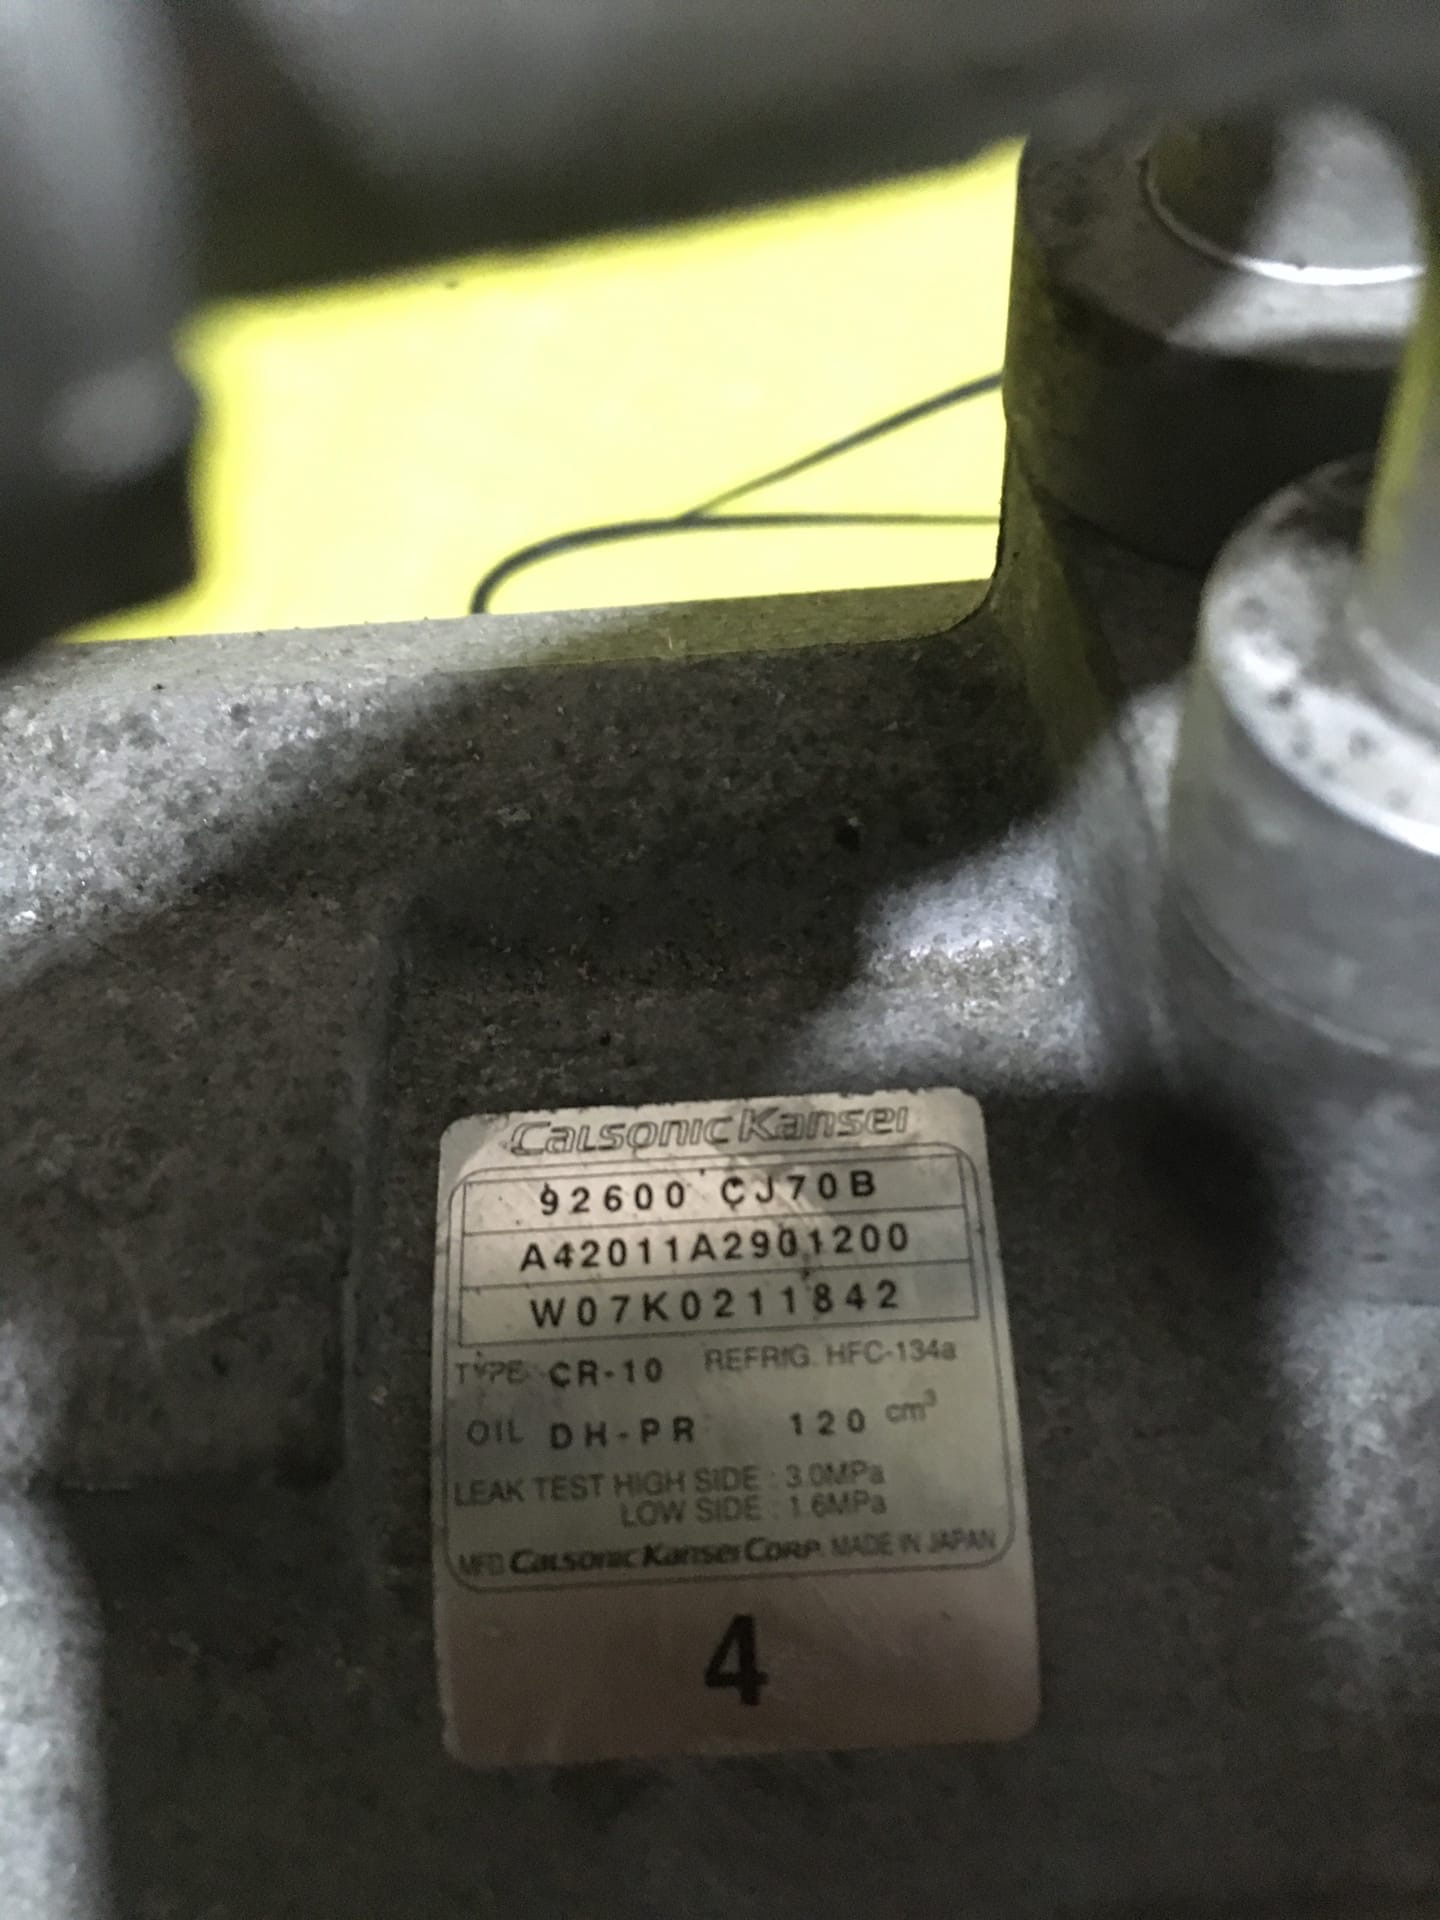 CALSONIC KANSEI
92600 CJ70B
A42011A2901200
W07K0211842
TYPE CR-10 REFRIG. HFC-134a
OIL DH-PR 120 cm³
LEAK TEST HIGH SIDE : 3.0MPa
LOW SIDE : 1.6MPa
MFD CALSONIC KANSEI CORP. MADE IN JAPAN
4